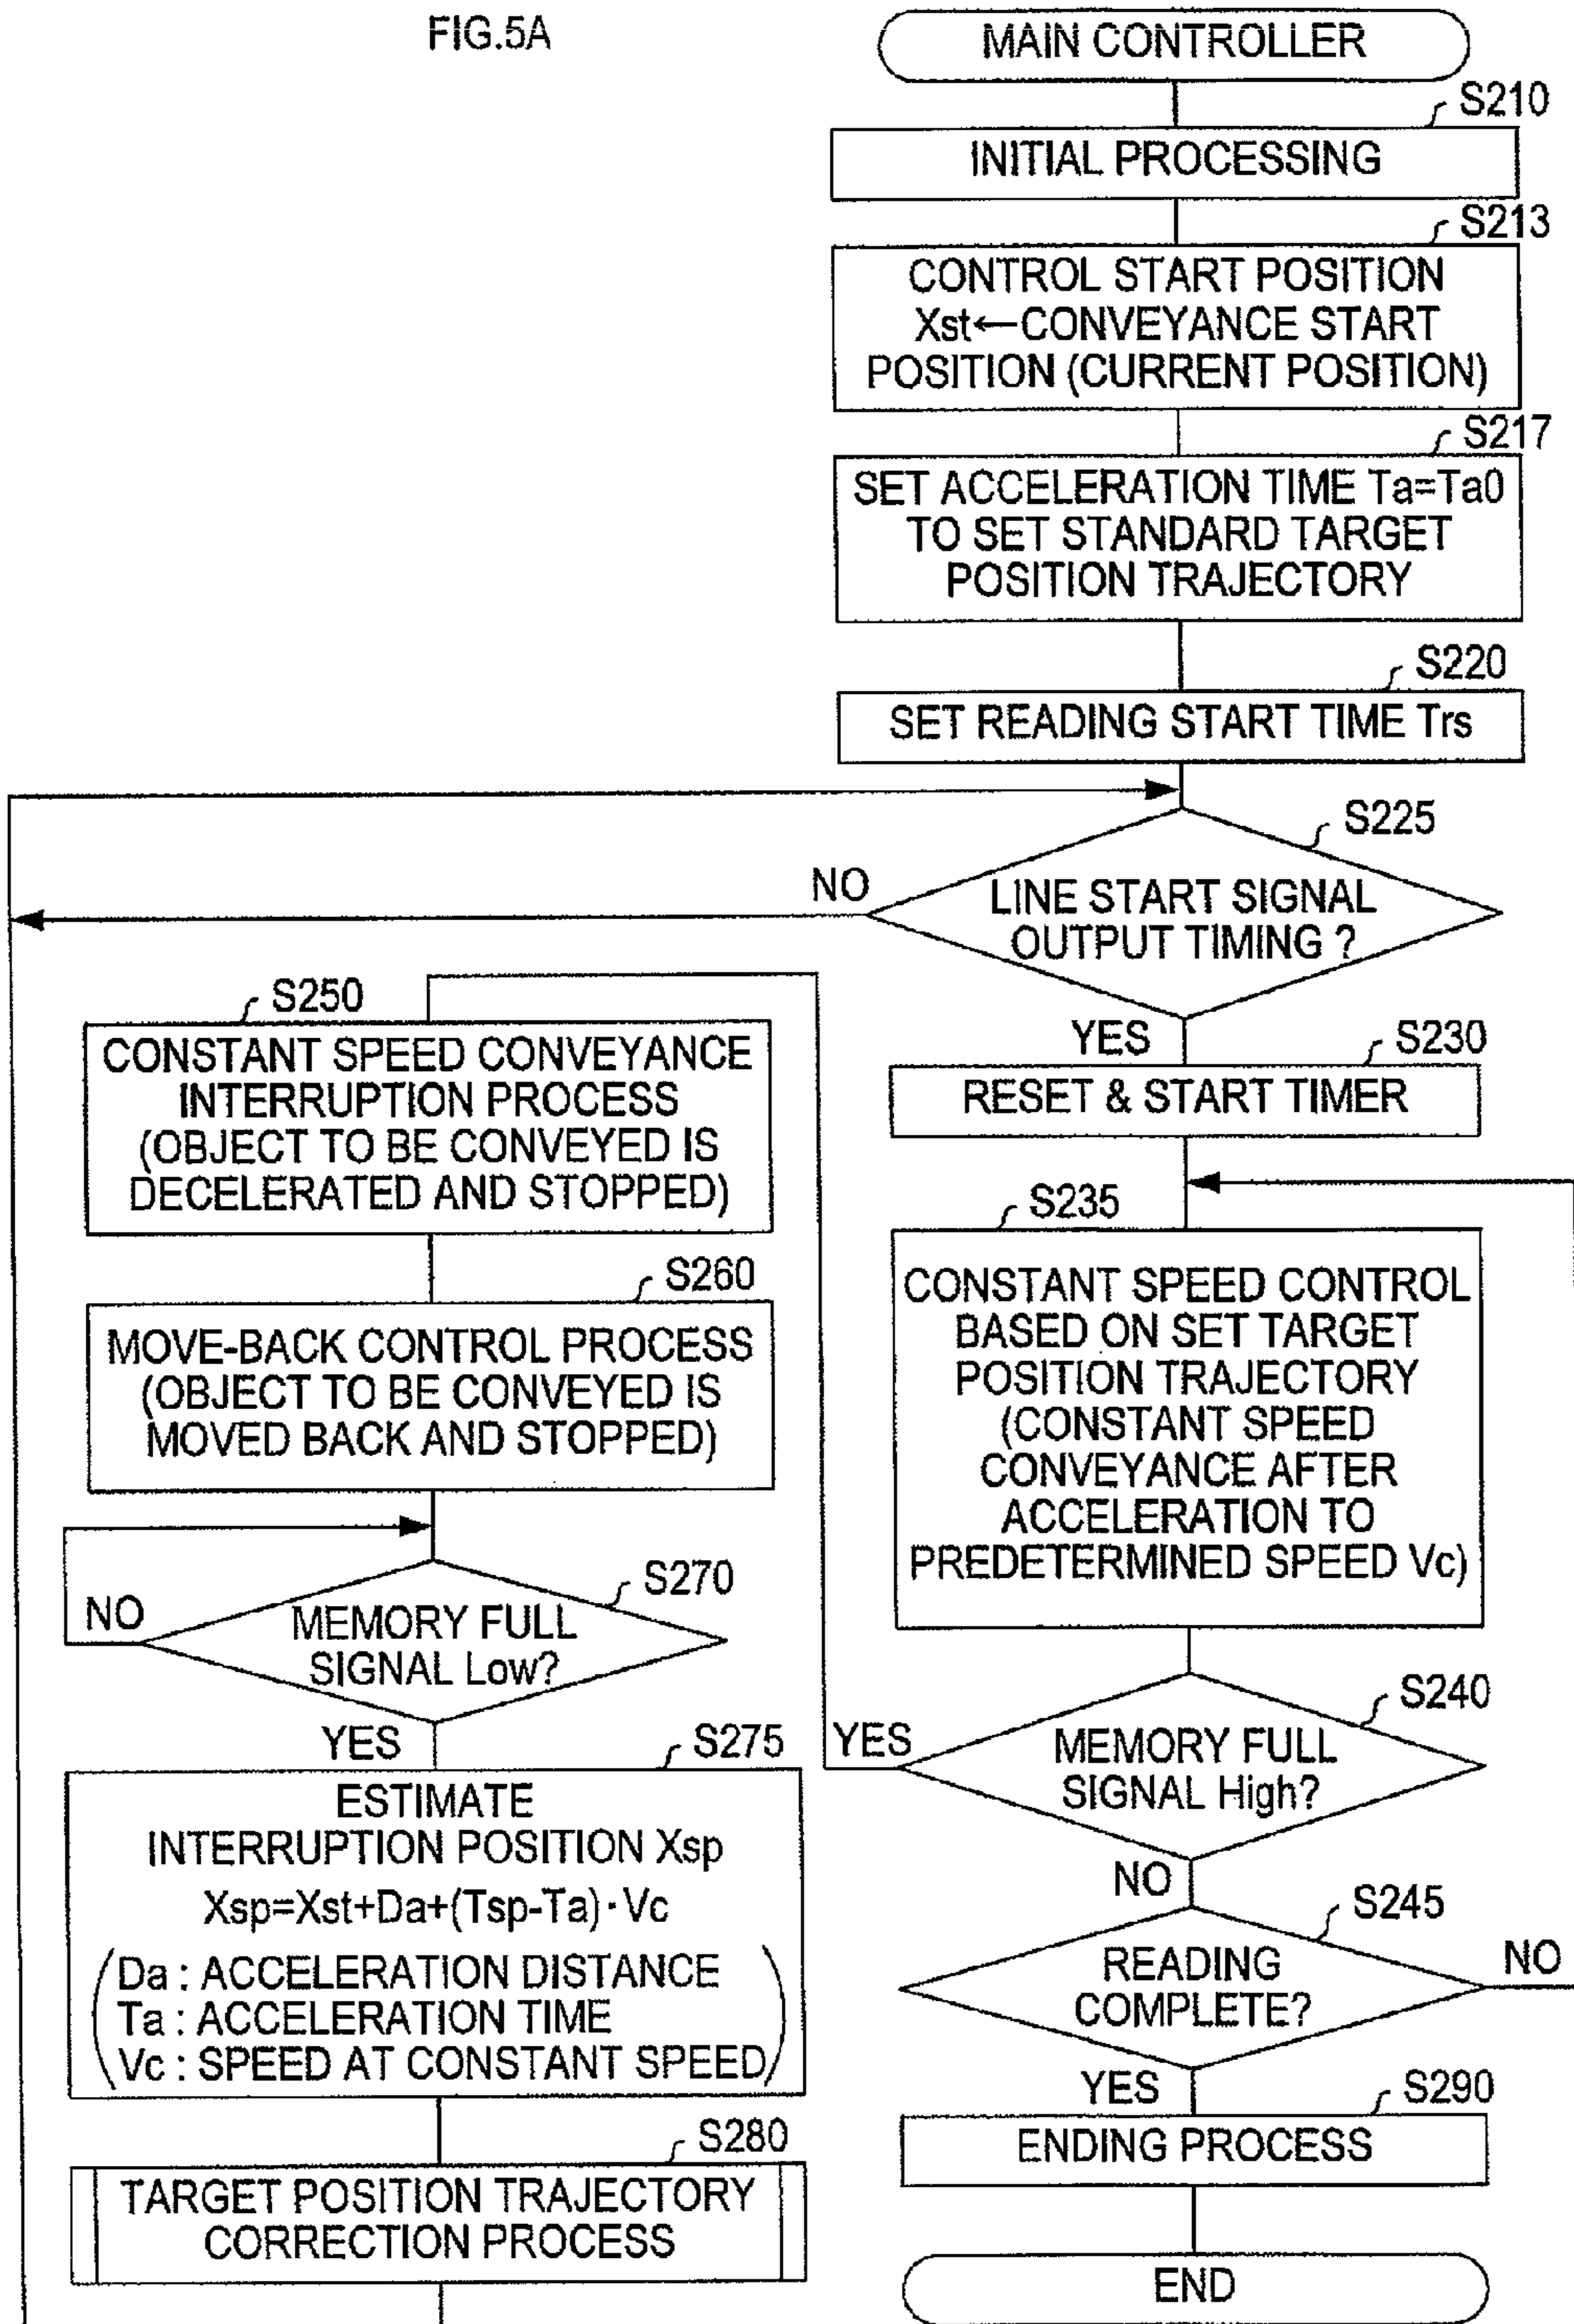 FIG.5A
MAIN CONTROLLER
S210
INITIAL PROCESSING
S213
CONTROL START POSITION
Xst←CONVEYANCE START
POSITION (CURRENT POSITION)
S217
SET ACCELERATION TIME Ta=Ta0
TO SET STANDARD TARGET
POSITION TRAJECTORY
S220
SET READING START TIME Trs
S225
LINE START SIGNAL
OUTPUT TIMING ?
NO
YES
S230
RESET & START TIMER
S235
CONSTANT SPEED CONTROL
BASED ON SET TARGET
POSITION TRAJECTORY
(CONSTANT SPEED
CONVEYANCE AFTER
ACCELERATION TO
PREDETERMINED SPEED Vc)
S240
MEMORY FULL
SIGNAL High?
YES
NO
S245
READING
COMPLETE?
NO
YES
S290
ENDING PROCESS
END
S250
CONSTANT SPEED CONVEYANCE
INTERRUPTION PROCESS
(OBJECT TO BE CONVEYED IS
DECELERATED AND STOPPED)
S260
MOVE-BACK CONTROL PROCESS
(OBJECT TO BE CONVEYED IS
MOVED BACK AND STOPPED)
S270
NO
MEMORY FULL
SIGNAL Low?
YES
S275
ESTIMATE
INTERRUPTION POSITION Xsp
Xsp=Xst+Da+(Tsp-Ta)·Vc
(Da : ACCELERATION DISTANCE
Ta : ACCELERATION TIME
Vc : SPEED AT CONSTANT SPEED)
S280
TARGET POSITION TRAJECTORY
CORRECTION PROCESS